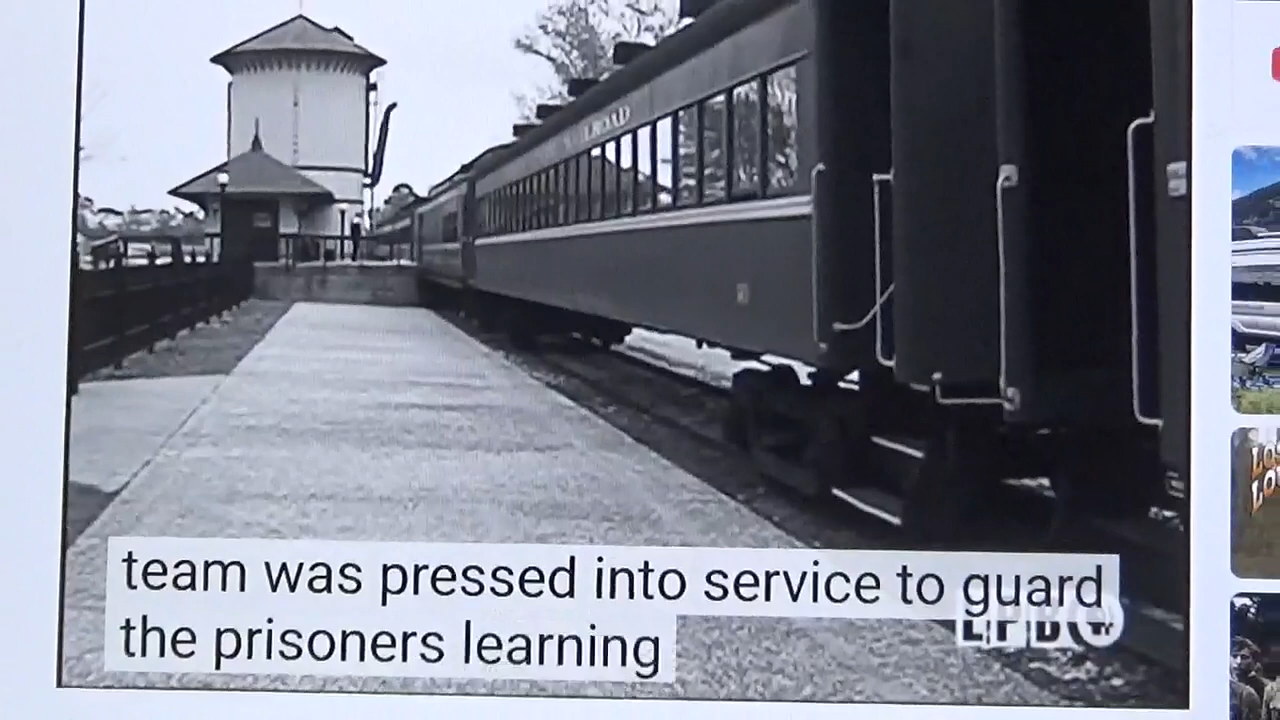 team was pressed into service to guard
the prisoners learning
LPB